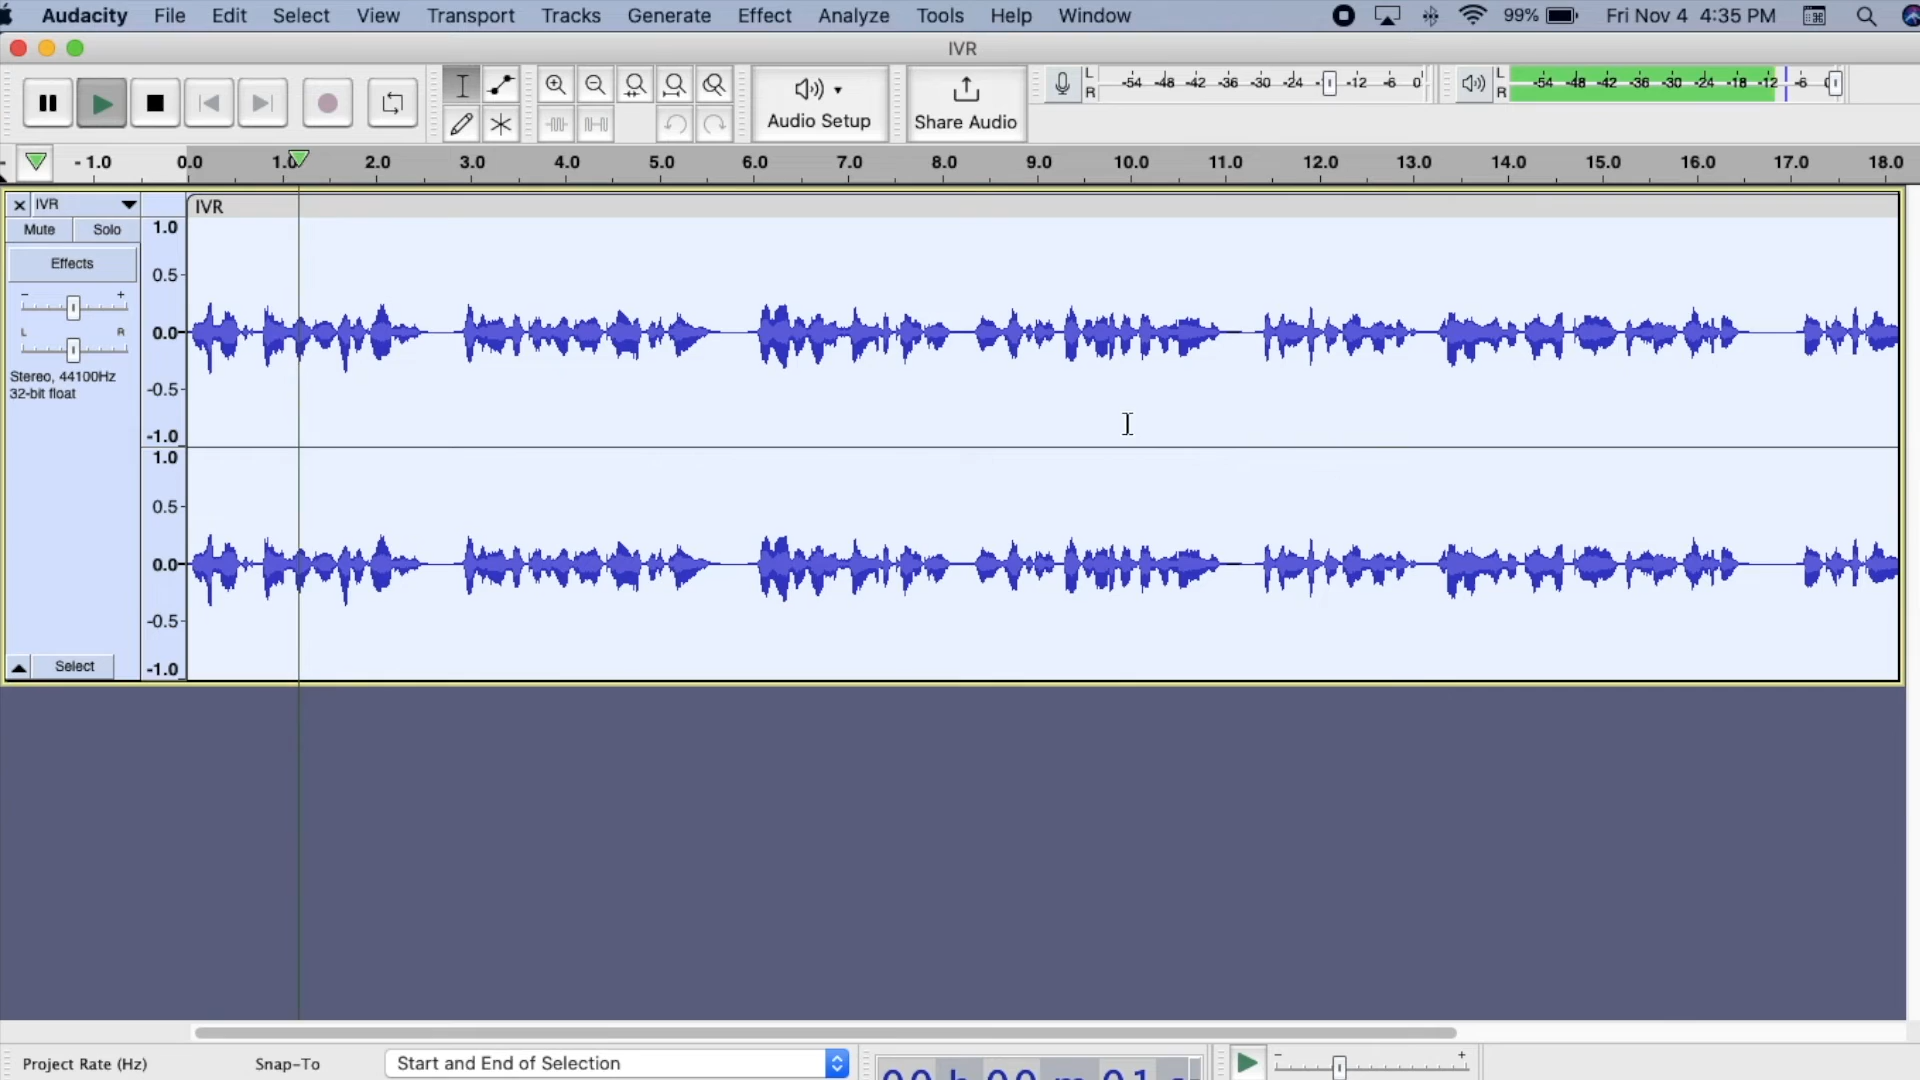 Audacity File Edit Select View Transport Tracks Generate Effect Analyze Tools Help Window 99% Fri Nov 4 4:35 PM
IVR
Audio Setup
Share Audio
L
R
-54 -48 -42 -36 -30 -24 -12 -6 0
L
R
-54 -48 -42 -36 -30 -24 -18 -12 -6
-1.0 0.0 2.0 3.0 4.0 5.0 6.0 7.0 8.0 9.0 10.0 11.0 12.0 13.0 14.0 15.0 16.0 17.0 18.0
IVR
Mute Solo
Effects
- +
L R
Stereo, 44100Hz
32-bit float
Select
IVR
1.0
0.5
0.0
-0.5
-1.0
1.0
0.5
0.0
-0.5
-1.0
Project Rate (Hz) Snap-To Start and End of Selection
00 h 00 m 01 s
- +